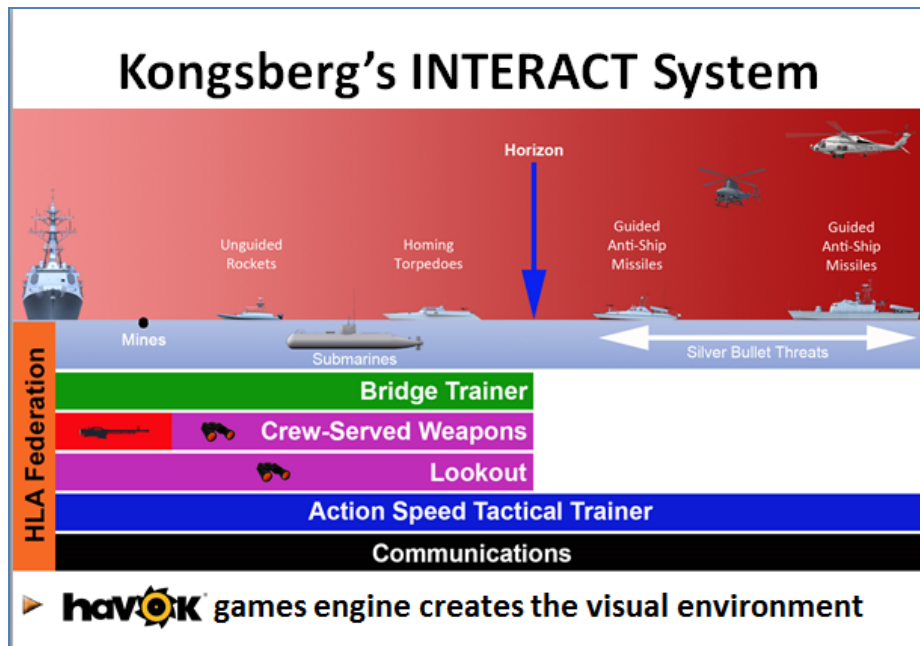 Kongsberg's INTERACT System
Horizon
Unguided
Rockets
Homing
Torpedoes
Guided
Anti-Ship
Missiles
Guided
Anti-Ship
Missiles
Mines
Submarines
Silver Bullet Threats
HLA Federation
Bridge Trainer
Crew-Served Weapons
Lookout
Action Speed Tactical Trainer
Communications
havok games engine creates the visual environment